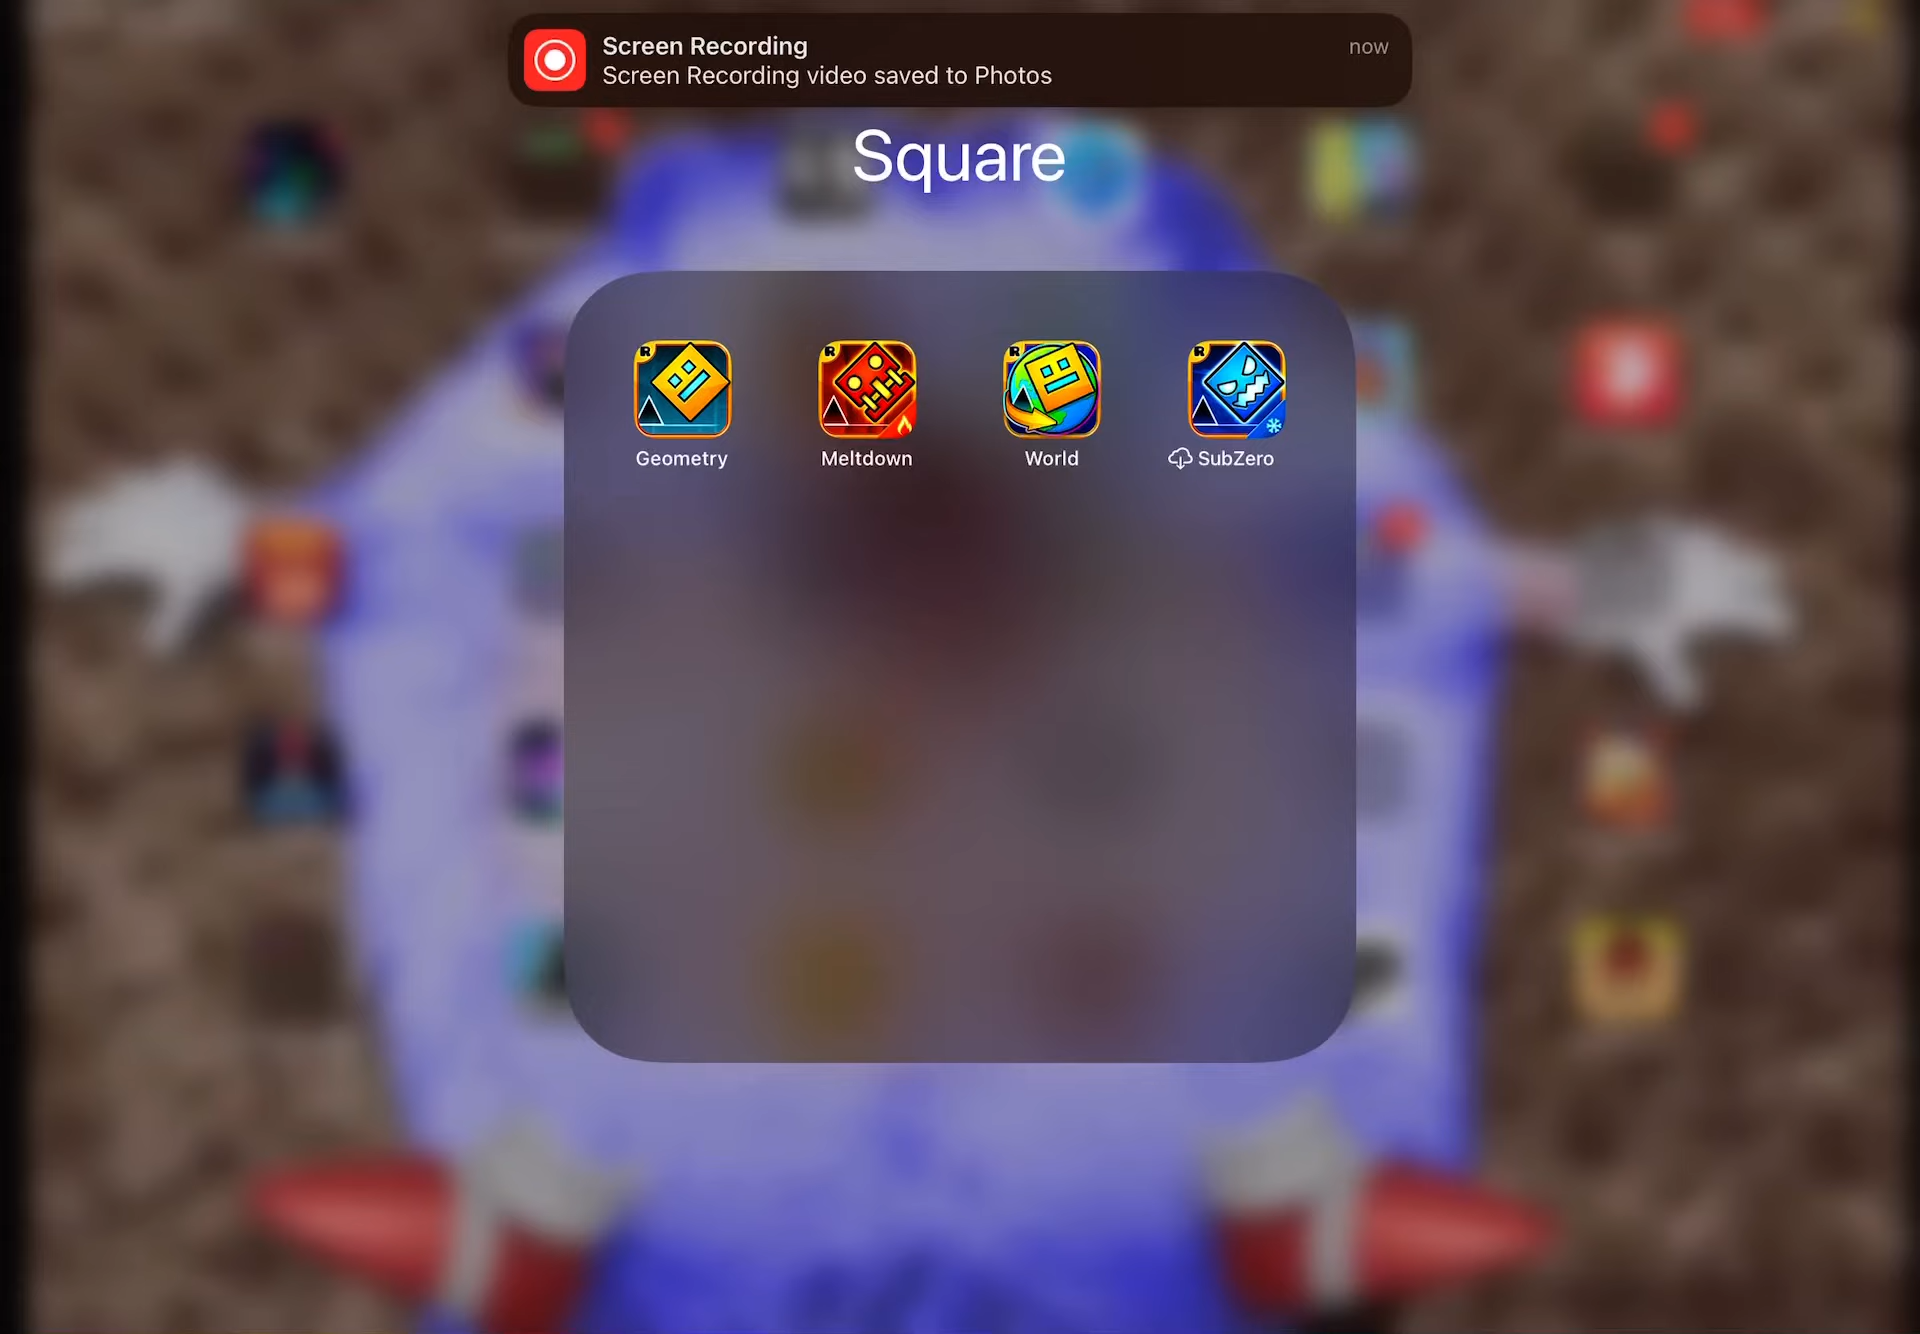 Screen Recording
now
Screen Recording video saved to Photos
Square
R
R
R
R
Geometry
Meltdown
World
SubZero